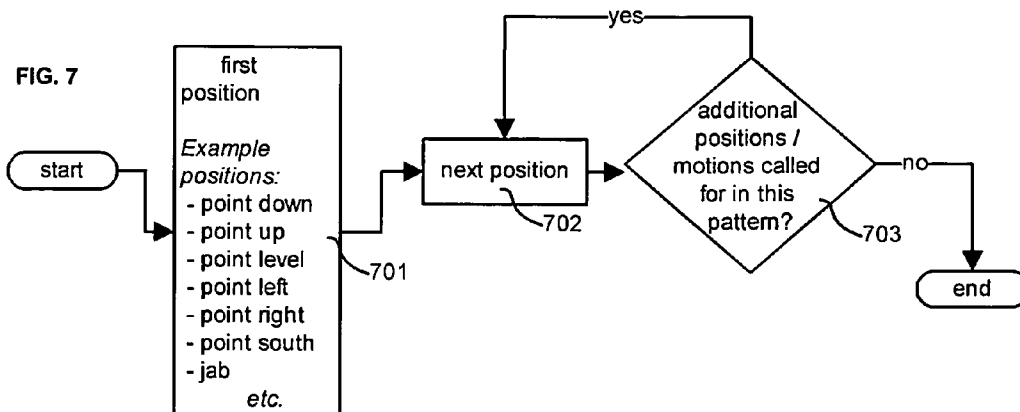 FIG. 7
start
first
position
Example
positions:
- point down
- point up
- point level
- point left
- point right
- point south
- jab
etc.
701
next position
702
yes
additional
positions /
motions called
for in this
pattern?
703
no
end